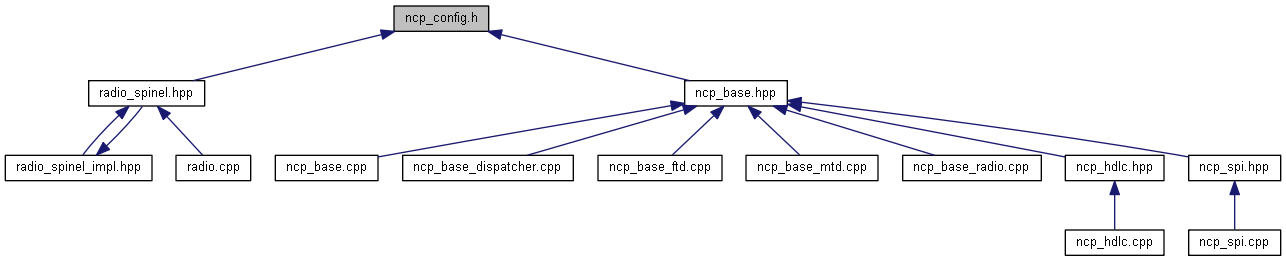 ncp_config.h
radio_spinel.hpp
ncp_base.hpp
radio_spinel_impl.hpp
radio.cpp
ncp_base.cpp
ncp_base_dispatcher.cpp
ncp_base_ftd.cpp
ncp_base_mtd.cpp
ncp_base_radio.cpp
ncp_hdlc.hpp
ncp_spi.hpp
ncp_hdlc.cpp
ncp_spi.cpp